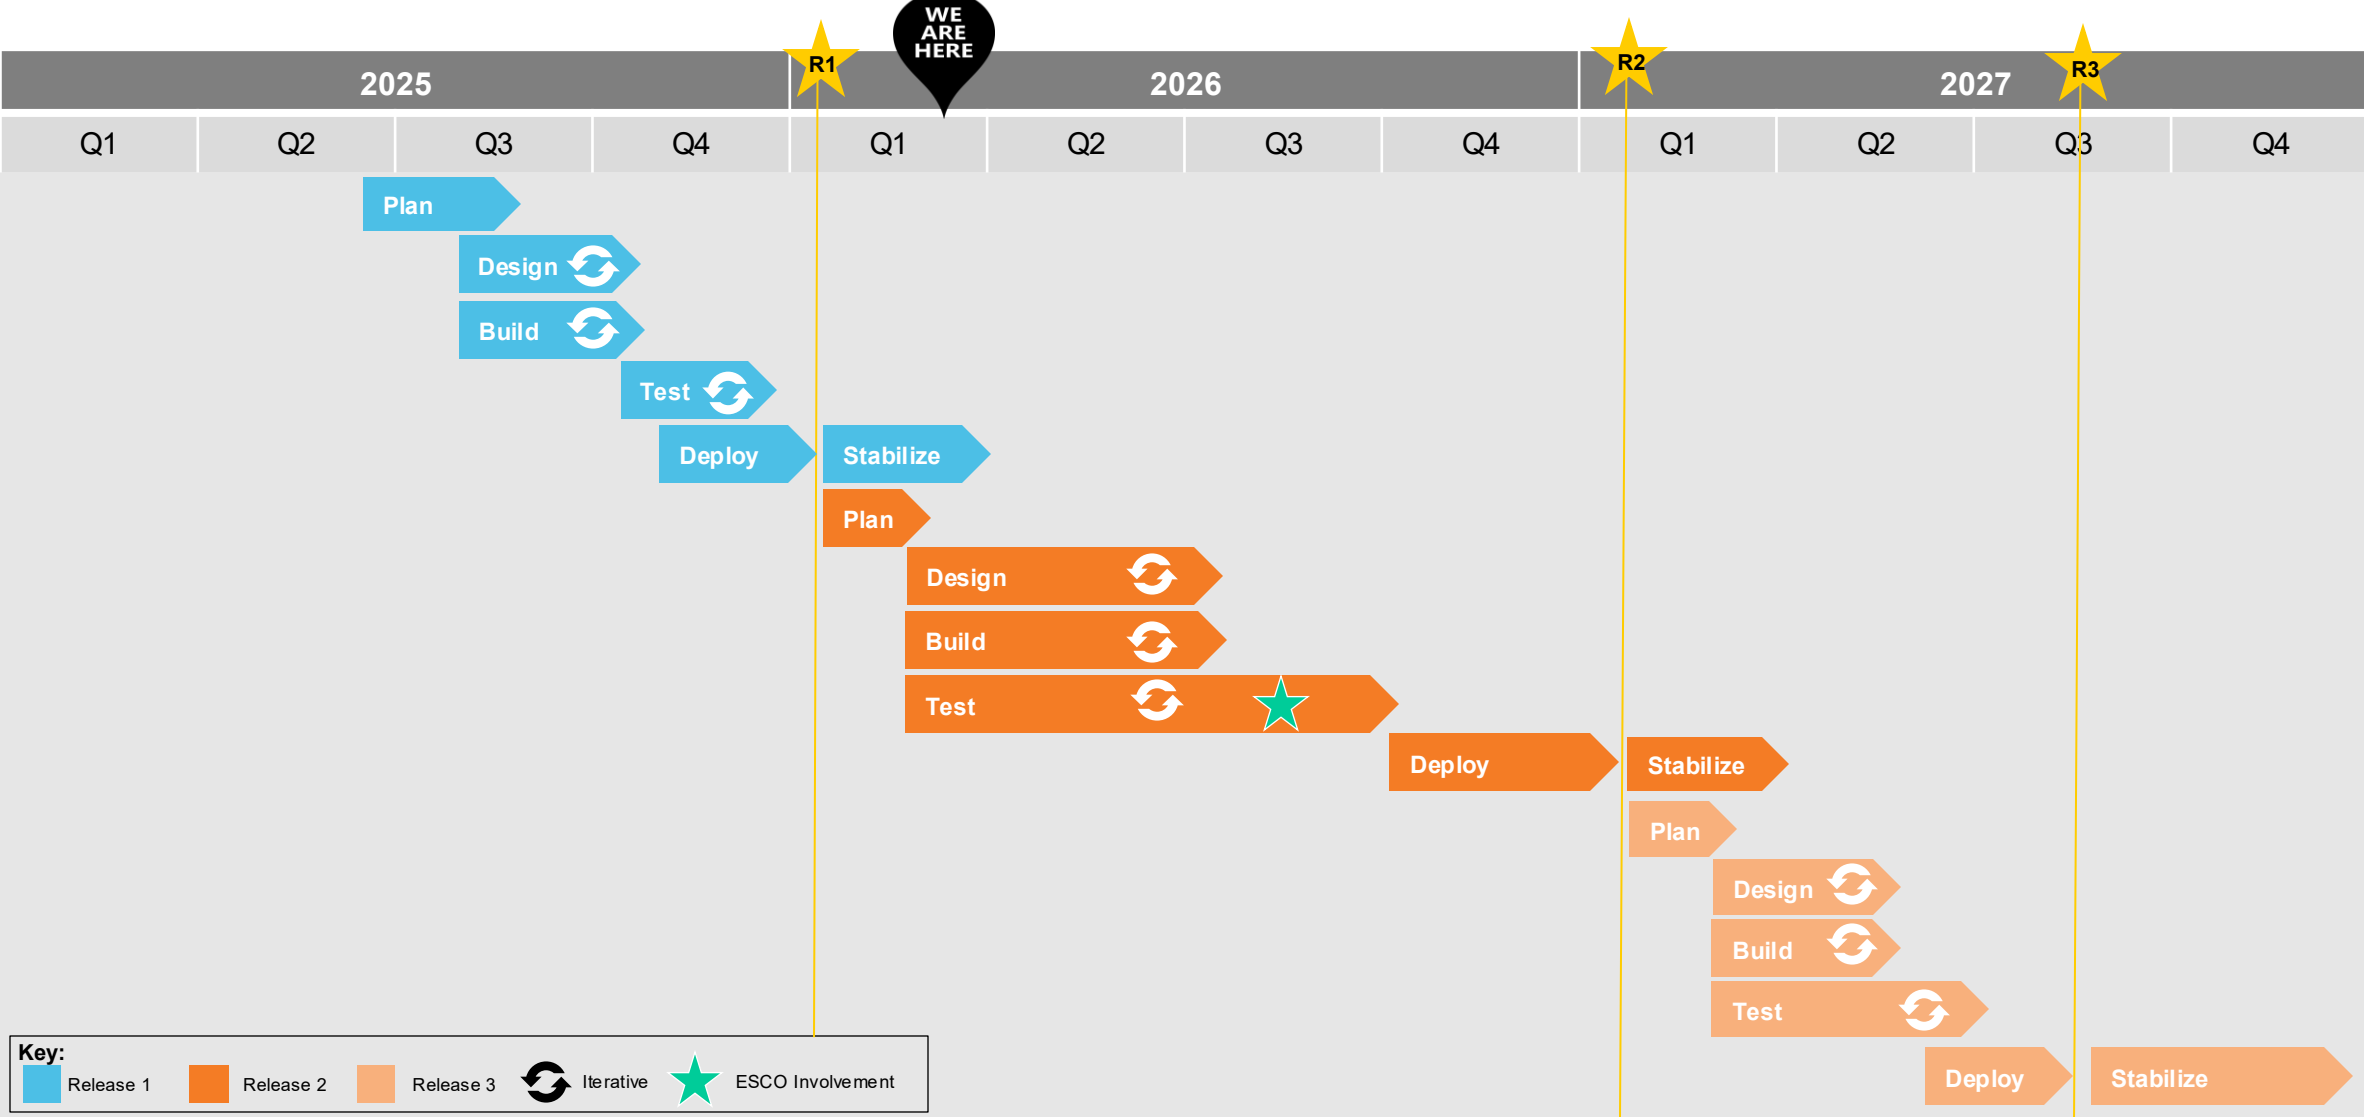 WE
ARE
HERE
R1
R2
R3
2025
2026
2027
Q1
Q2
Q3
Q4
Q1
Q2
Q3
Q4
Q1
Q2
Q3
Q4
Plan
Design
Build
Test
Deploy
Stabilize
Plan
Design
Build
Test
Deploy
Stabilize
Plan
Design
Build
Test
Deploy
Stabilize
Key:
Release 1
Release 2
Release 3
Iterative
ESCO Involvement